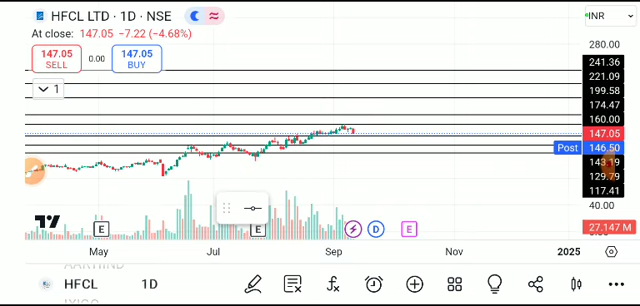 HFCL LTD · 1D · NSE
INR
At close: 147.05 -7.22 (-4.68%)
147.05
SELL
0.00
147.05
BUY
1
280.00
241.36
221.09
199.58
174.47
160.00
147.05
Post 146.50
143.19
129.79
117.41
40.00
27.147 M
E
E
D
E
May
Jul
Sep
Nov
2025
HFCL
1D